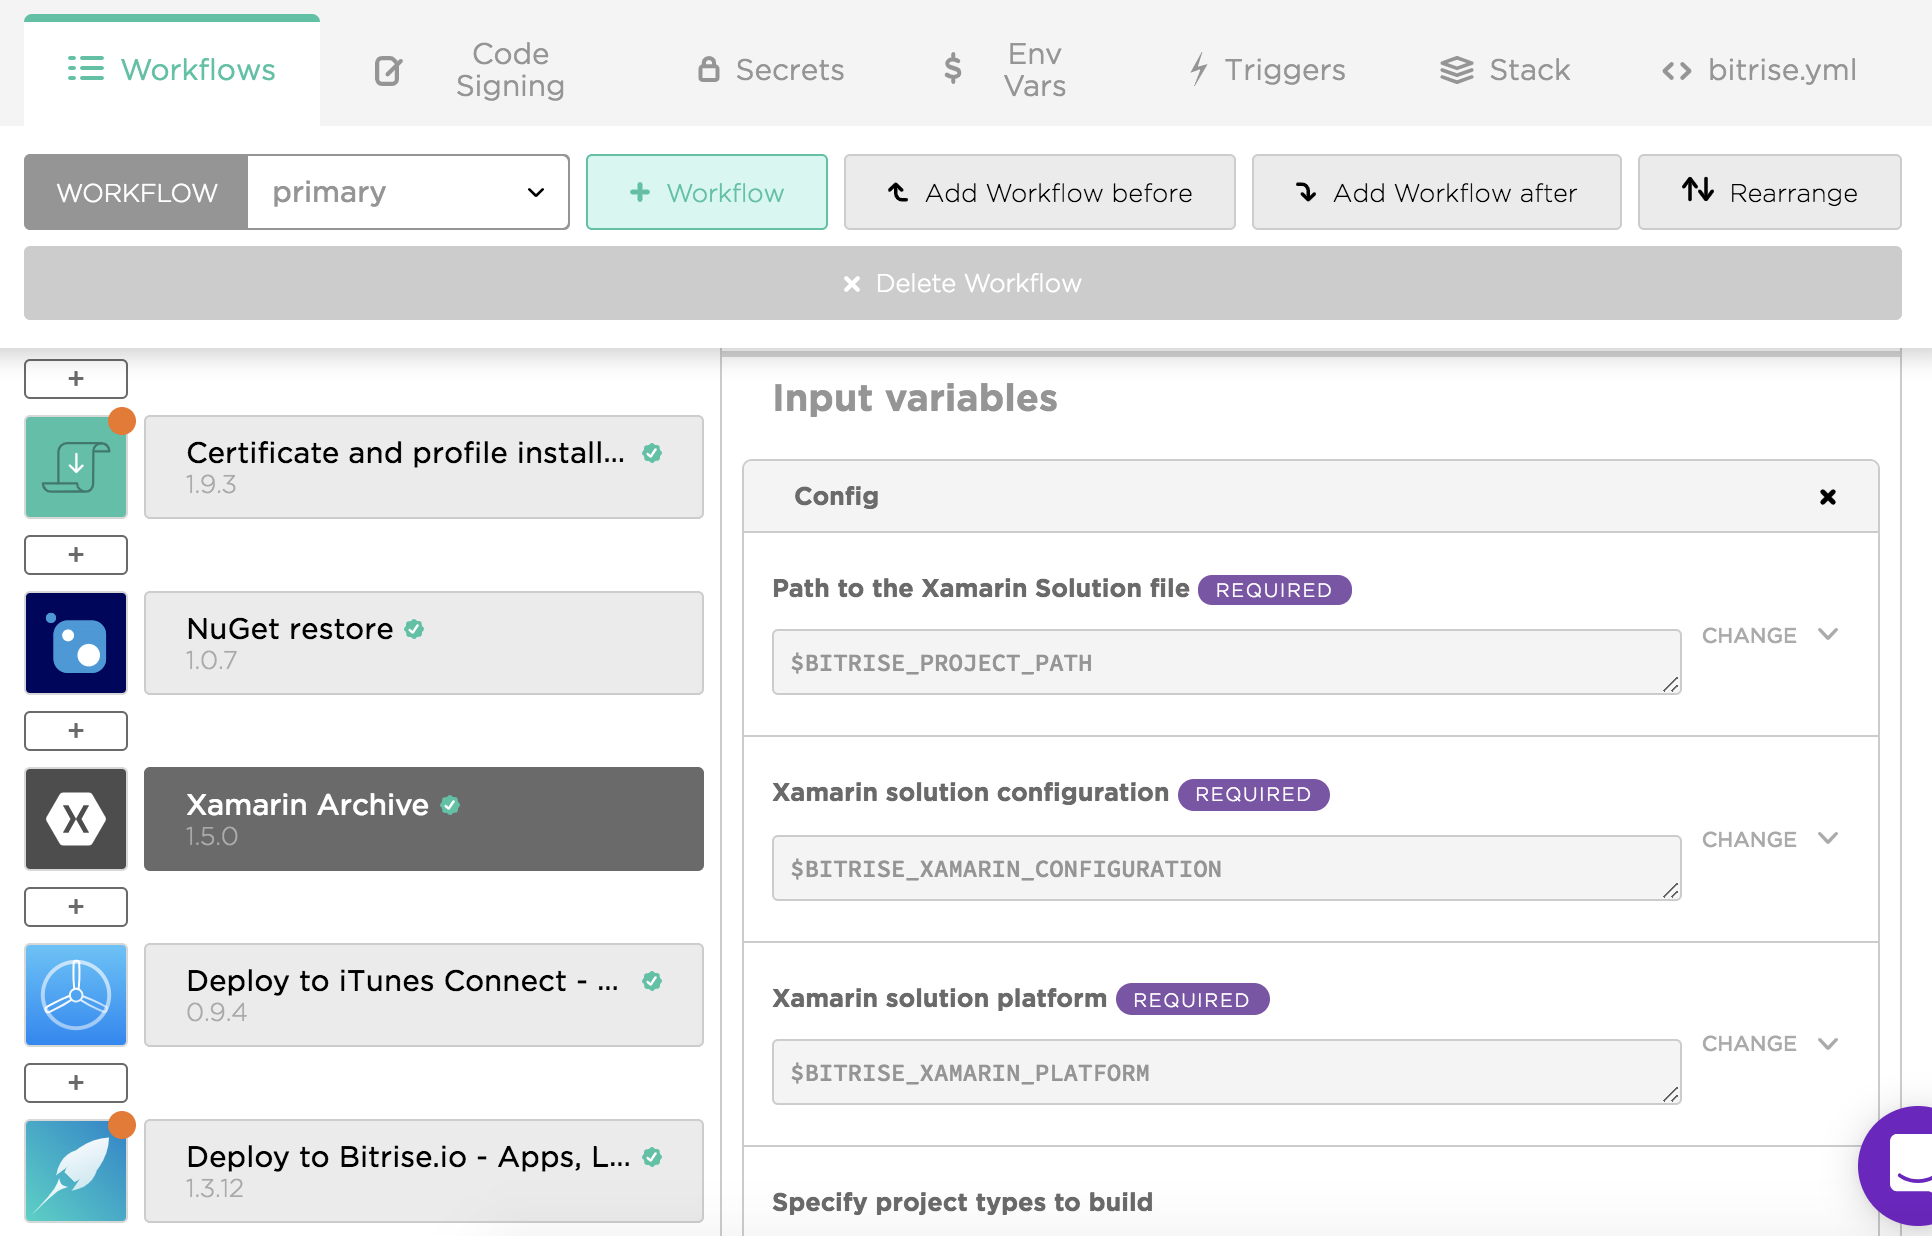 Workflows
Code
Signing
Secrets
Env
Vars
Triggers
Stack
bitrise.yml
WORKFLOW
primary
+ Workflow
Add Workflow before
Add Workflow after
Rearrange
Delete Workflow
+
Certificate and profile install...
1.9.3
+
NuGet restore
1.0.7
+
Xamarin Archive
1.5.0
+
Deploy to iTunes Connect - ...
0.9.4
+
Deploy to Bitrise.io - Apps, L...
1.3.12
Input variables
Config
Path to the Xamarin Solution file REQUIRED
$BITRISE_PROJECT_PATH
CHANGE
Xamarin solution configuration REQUIRED
$BITRISE_XAMARIN_CONFIGURATION
CHANGE
Xamarin solution platform REQUIRED
$BITRISE_XAMARIN_PLATFORM
CHANGE
Specify project types to build